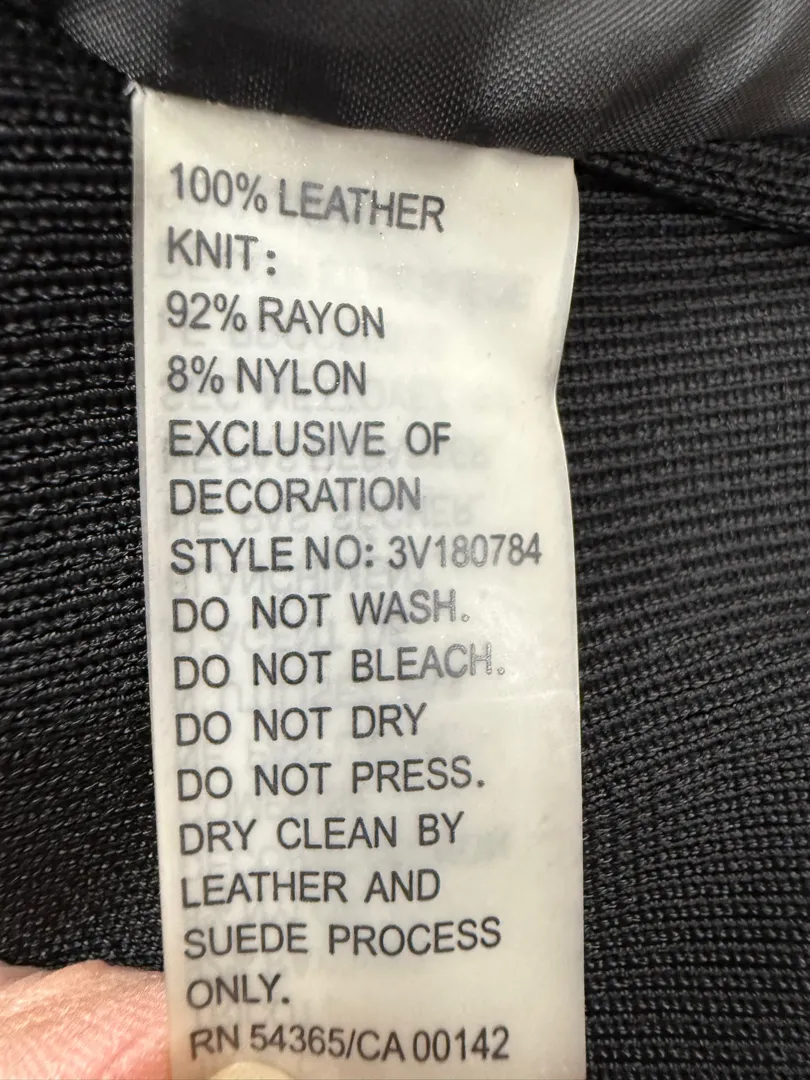 100% LEATHER
KNIT:
92% RAYON
8% NYLON
EXCLUSIVE OF
DECORATION
STYLE NO: 3V180784
DO NOT WASH.
DO NOT BLEACH.
DO NOT DRY
DO NOT PRESS.
DRY CLEAN BY
LEATHER AND
SUEDE PROCESS
ONLY.
RN 54365/CA 00142